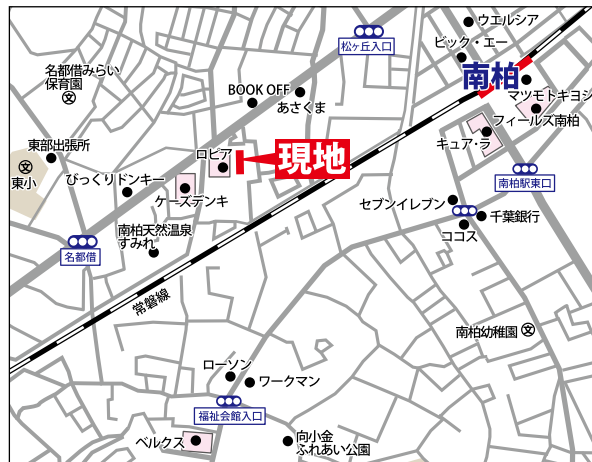 ウエルシア
松ヶ丘入口
ビック・エー
南柏
名都借みらい
保育園
BOOK OFF
あさくま
マツモトキヨシ
フィールズ南柏
キュア・ラ
東部出張所
ロピア
現地
東小
びっくりドンキー
ケーズデンキ
南柏駅東口
セブンイレブン
千葉銀行
ココス
南柏天然温泉
すみれ
名都借
常磐線
南柏幼稚園
ローソン
ワークマン
福祉会館入口
ベルクス
向小金
ふれあい公園